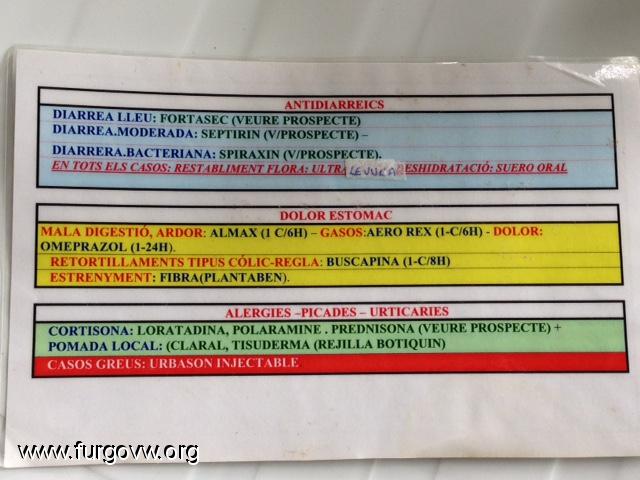 ANTIDIARREICS
DIARREA LLEU: FORTASEC (VEURE PROSPECTE)
DIARREA.MODERADA: SEPTIRIN (V/PROSPECTE) –
DIARRERA.BACTERIANA: SPIRAXIN (V/PROSPECTE).
EN TOTS ELS CASOS: RESTABLIMENT FLORA: ULTRA LEVURA DESHIDRATACIÓ: SUERO ORAL
DOLOR ESTOMAC
MALA DIGESTIÓ, ARDOR: ALMAX (1 C/6H) – GASOS:AERO REX (1-C/6H) - DOLOR:
OMEPRAZOL (1-24H).
RETORTILLAMENTS TIPUS CÓLIC-REGLA: BUSCAPINA (1-C/8H)
ESTRENYMENT: FIBRA(PLANTABEN).
ALERGIES –PICADES – URTICARIES
CORTISONA: LORATADINA, POLARAMINE . PREDNISONA (VEURE PROSPECTE) +
POMADA LOCAL: (CLARAL, TISUDERMA (REJILLA BOTIQUIN)
CASOS GREUS: URBASON INJECTABLE
www.furgovw.org